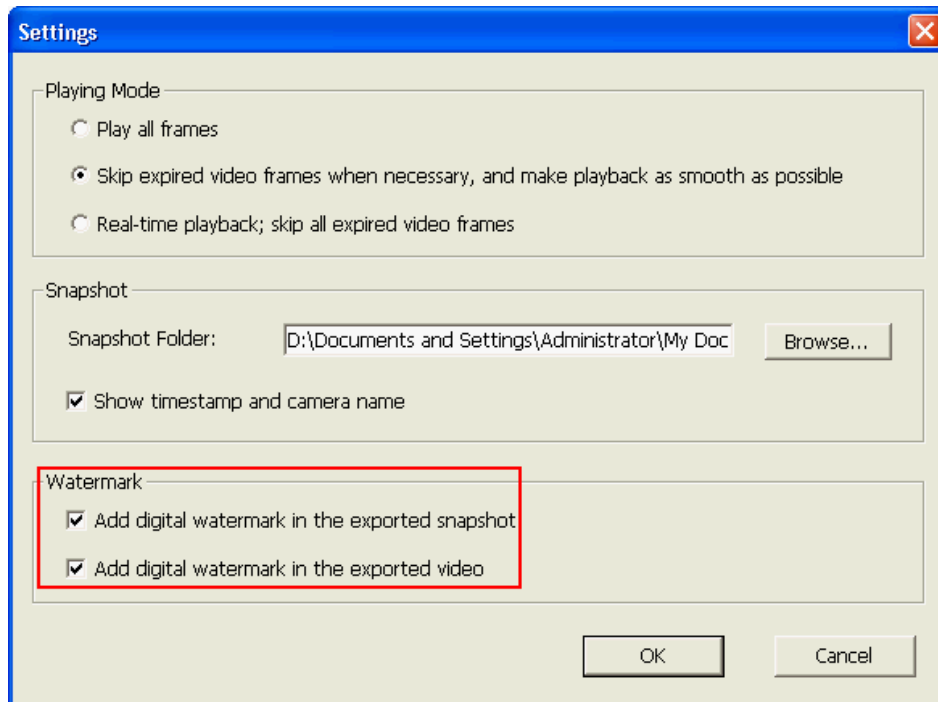 Settings
Playing Mode
Play all frames
Skip expired video frames when necessary, and make playback as smooth as possible
Real-time playback; skip all expired video frames
Snapshot
Snapshot Folder:
D:\Documents and Settings\Administrator\My Doc
Browse...
Show timestamp and camera name
Watermark
Add digital watermark in the exported snapshot
Add digital watermark in the exported video
OK
Cancel